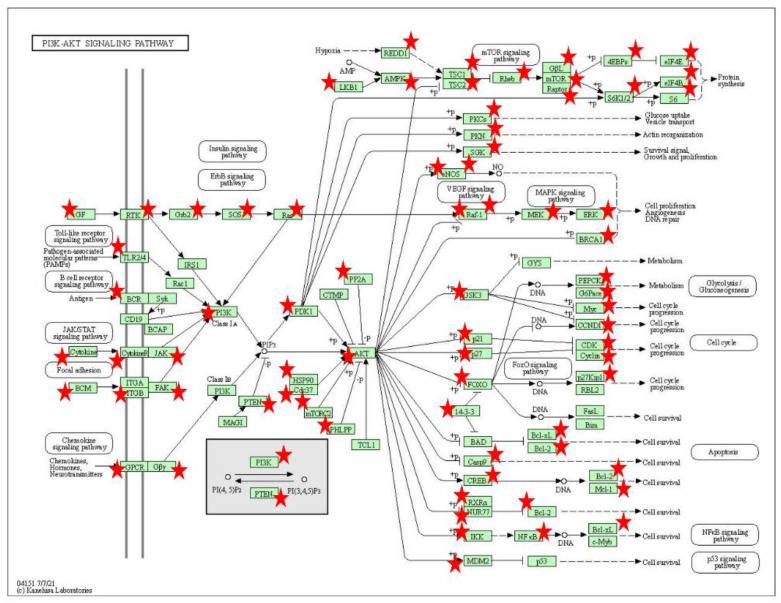 PI3K-AKT SIGNALING PATHWAY
Hypoxia
REDD1
AMP
LKB1
AMPK
TSC1
TSC2
mTOR signaling
pathway
Rheb
GβL
mTOR
Raptor
4EBPs
eIF4E
eIF4B
S6K1/2
S6
Protein
synthesis
+p
PKCs
Glucose uptake
Vesicle transport
PKN
Actin reorganization
SGK
Survival signal,
Growth and proliferation
Insulin signaling
pathway
ErbB signaling
pathway
eNOS
NO
VEGF signaling
pathway
MAPK signaling
pathway
GF
RTK
Grb2
SOS
Ras
Raf-1
MEK
ERK
Cell proliferation
Angiogenesis
DNA repair
BRCA1
Toll-like receptor
signaling pathway
Pathogen-associated
molecular patterns
(PAMPs)
TLR2/4
IRS1
Rac1
B cell receptor
signaling pathway
Antigen
BCR
Syk
CD19
BCAP
PI3K
Class IA
PIP3
JAK/STAT
signaling pathway
Cytokine
CytokineR
JAK
Focal adhesion
ECM
ITGA
ITGB
FAK
Class IB
PI3K
PTEN
MAGI
Chemokine
signaling pathway
Chemokines,
Hormones,
Neurotransmitters
GPCR
Gβγ
PDK1
PP2A
CTMP
AKT
HSP90
Cdc37
mTORC2
PHLPP
TCL1
PI3K
PI(4, 5)P2
PI(3,4,5)P3
PTEN
GYS
Metabolism
GSK3
DNA
PEPCK
G6Pase
Metabolism
Glycolysis /
Gluconeogenesis
Myc
Cell cycle
progression
CCND1
Cell cycle
progression
p21
p27
DNA
CDK
Cyclin
Cell cycle
progression
Cell cycle
FOXO
FoxO signaling
pathway
DNA
p27Kip1
RBL2
Cell cycle
progression
14-3-3
DNA
FasL
Bim
Cell survival
BAD
Bcl-xL
Bcl-2
Cell survival
Apoptosis
Casp9
Cell survival
CREB
DNA
Bcl-2
Mcl-1
Cell survival
RXRα
NUR77
Bcl-2
Cell survival
IKK
NFκB
DNA
Bcl-xL
c-Myb
Cell survival
NFκB signaling
pathway
MDM2
p53
Cell survival
p53 signaling
pathway
04151 7/7/21
(c) Kanehisa Laboratories